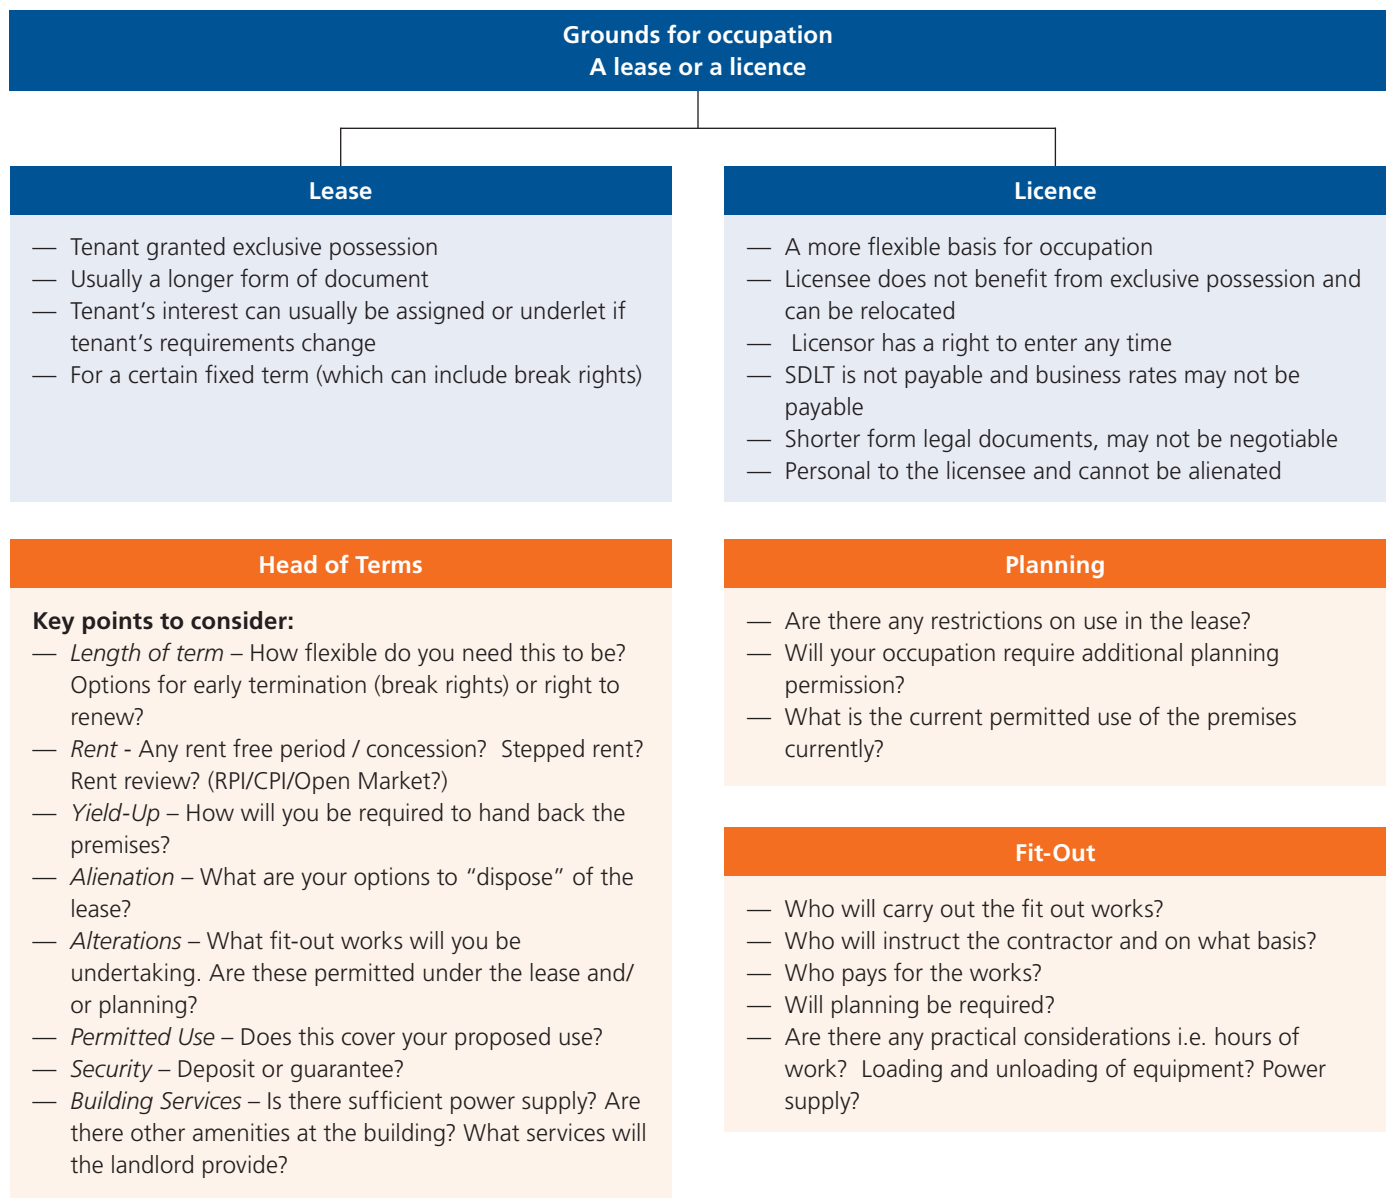 Grounds for occupation
A lease or a licence
Lease
— Tenant granted exclusive possession
— Usually a longer form of document
— Tenant’s interest can usually be assigned or underlet if
tenant’s requirements change
— For a certain fixed term (which can include break rights)
Licence
— A more flexible basis for occupation
— Licensee does not benefit from exclusive possession and
can be relocated
— Licensor has a right to enter any time
— SDLT is not payable and business rates may not be
payable
— Shorter form legal documents, may not be negotiable
— Personal to the licensee and cannot be alienated
Head of Terms
Key points to consider:
— Length of term – How flexible do you need this to be?
Options for early termination (break rights) or right to
renew?
— Rent - Any rent free period / concession? Stepped rent?
Rent review? (RPI/CPI/Open Market?)
— Yield-Up – How will you be required to hand back the
premises?
— Alienation – What are your options to “dispose” of the
lease?
— Alterations – What fit-out works will you be
undertaking. Are these permitted under the lease and/
or planning?
— Permitted Use – Does this cover your proposed use?
— Security – Deposit or guarantee?
— Building Services – Is there sufficient power supply? Are
there other amenities at the building? What services will
the landlord provide?
Planning
— Are there any restrictions on use in the lease?
— Will your occupation require additional planning
permission?
— What is the current permitted use of the premises
currently?
Fit-Out
— Who will carry out the fit out works?
— Who will instruct the contractor and on what basis?
— Who pays for the works?
— Will planning be required?
— Are there any practical considerations i.e. hours of
work? Loading and unloading of equipment? Power
supply?